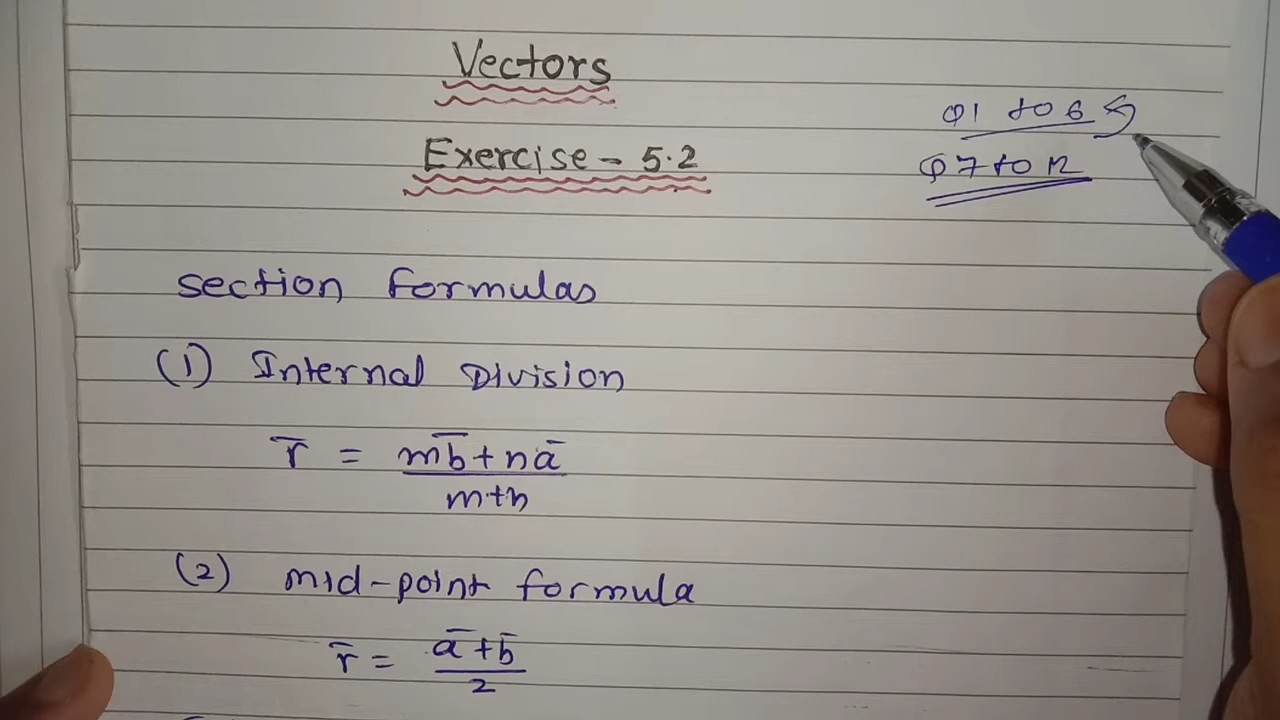 Vectors
Exercise - 5.2
Q1 to 6
Q7 to 12
section formulas
(1) Internal Division
r̄ = mb̄ + nā / m+n
(2) mid-point formula
r̄ = ā + b̄ / 2